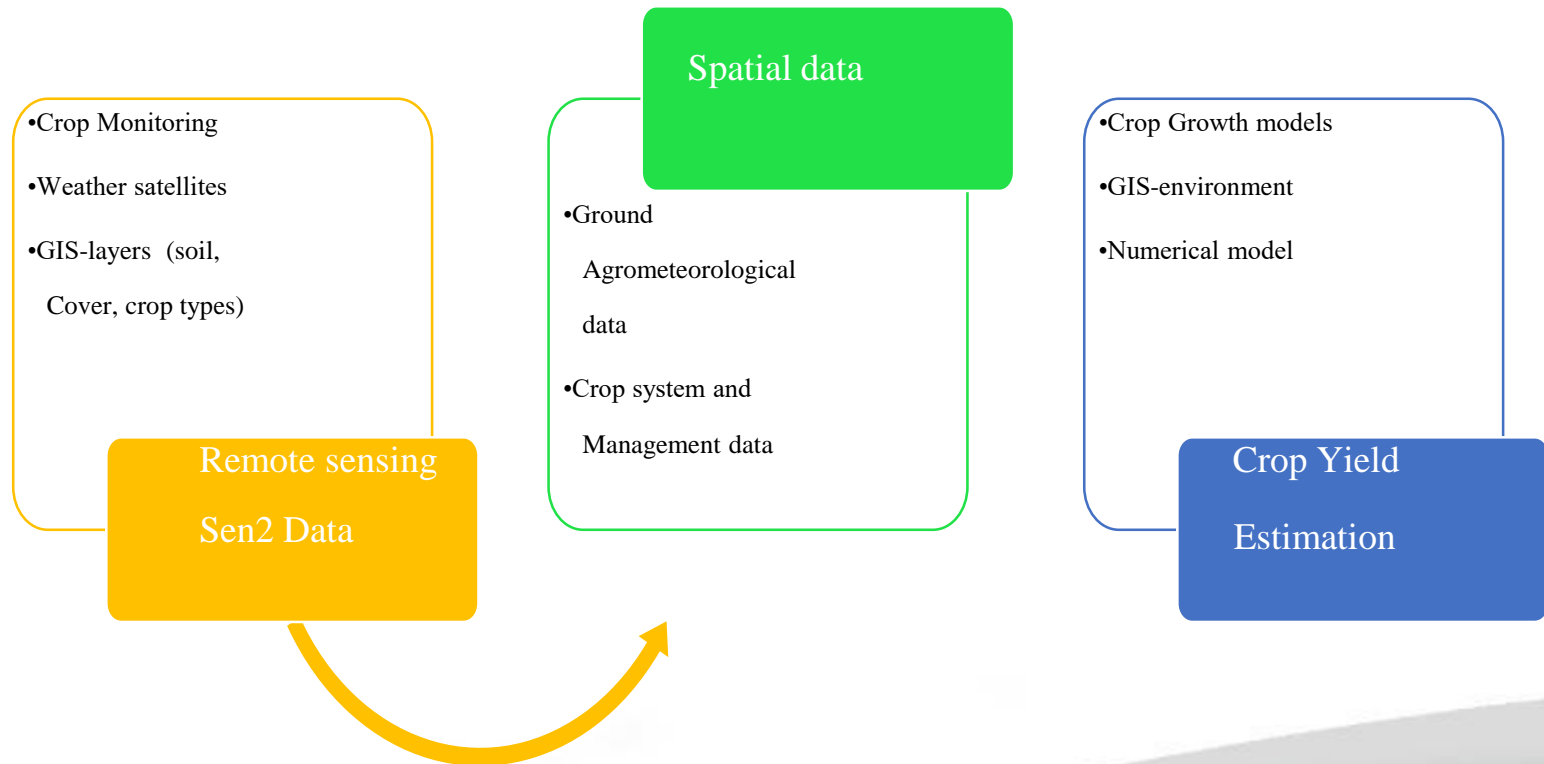 •Crop Monitoring
•Weather satellites
•GIS-layers (soil,
Cover, crop types)
Remote sensing
Sen2 Data
Spatial data
•Ground
Agrometeorological
data
•Crop system and
Management data
•Crop Growth models
•GIS-environment
•Numerical model
Crop Yield
Estimation